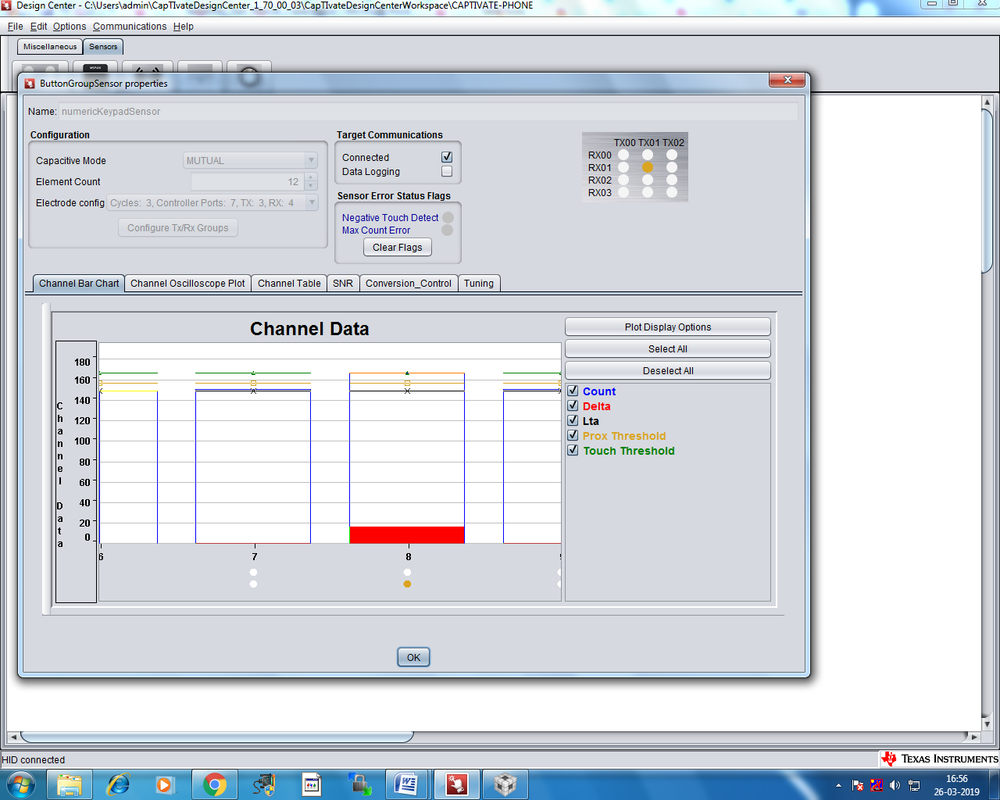 Design Center - C:\Users\admin\CapTIvateDesignCenter_1_70_00_03\CapTIvateDesignCenterWorkspace\CAPTIVATE-PHONE
File Edit Options Communications Help
Miscellaneous Sensors
ButtonGroupSensor properties
Name: numericKeypadSensor
Configuration
Capacitive Mode MUTUAL
Element Count 12
Electrode config Cycles: 3, Controller Ports: 7, TX: 3, RX: 4
Configure Tx/Rx Groups
Target Communications
Connected
Data Logging
Sensor Error Status Flags
Negative Touch Detect
Max Count Error
Clear Flags
TX00 TX01 TX02
RX00
RX01
RX02
RX03
Channel Bar Chart Channel Oscilloscope Plot Channel Table SNR Conversion_Control Tuning
Channel Data
Channel Data
180
160
140
120
100
80
60
40
20
0
6 7 8
Plot Display Options
Select All
Deselect All
Count
Delta
Lta
Prox Threshold
Touch Threshold
OK
HID connected
TEXAS INSTRUMENTS
16:56
26-03-2019